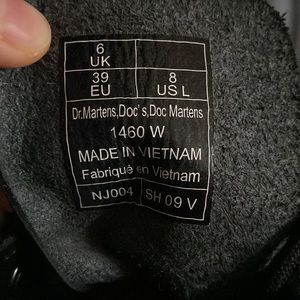 6
UK
39 8
EU US L
Dr.Martens,Doc's,Doc Martens
1460 W
MADE IN VIETNAM
Fabriqué en Vietnam
NJ004 SH 09 V